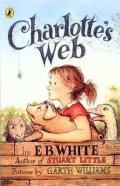 Charlotte's
Web
by E.B. WHITE
Author of STUART LITTLE
Pictures by GARTH WILLIAMS